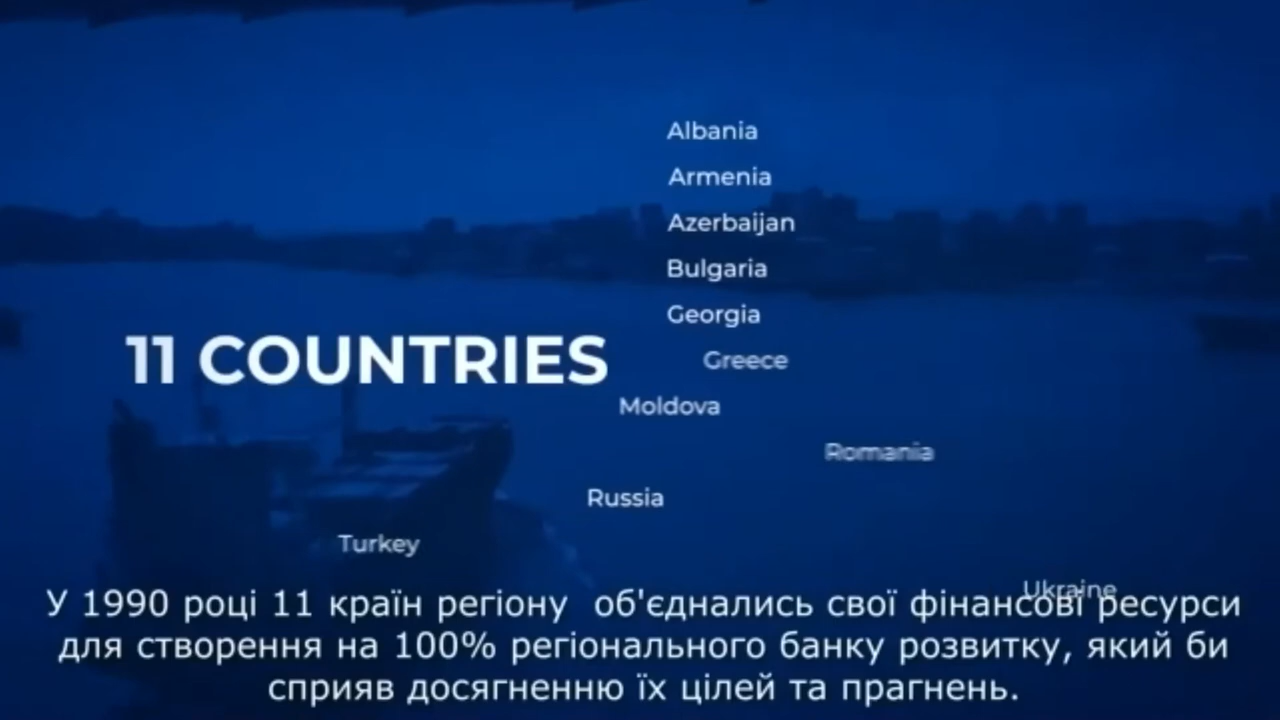 Albania
Armenia
Azerbaijan
Bulgaria
Georgia
11 COUNTRIES
Greece
Moldova
Romania
Russia
Turkey
Ukraine
У 1990 році 11 країн регіону  об'єднались свої фінансові ресурси
для створення на 100% регіонального банку розвитку, який би
сприяв досягненню їх цілей та прагнень.